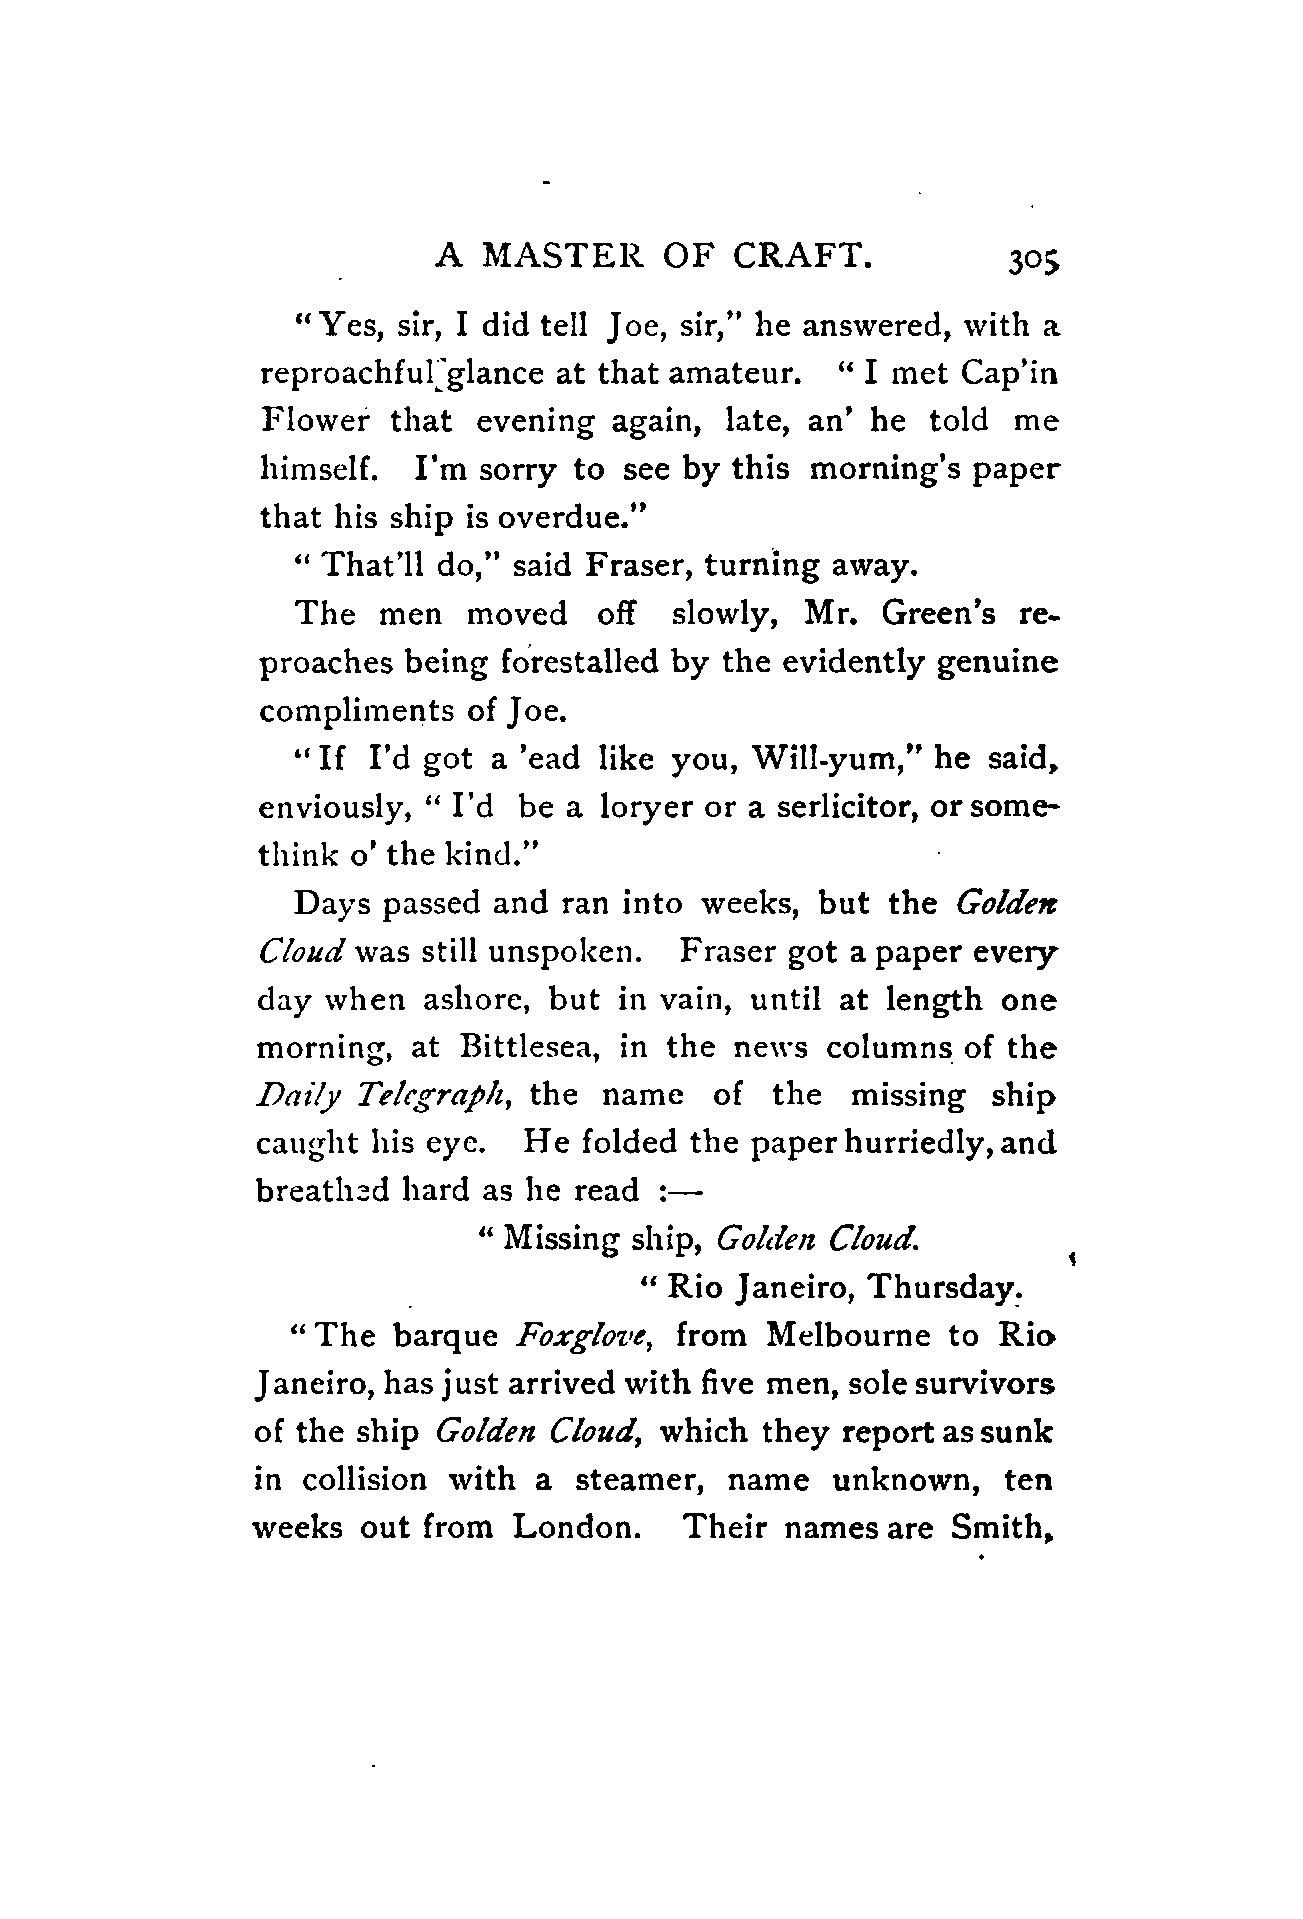 A MASTER OF CRAFT. 305
“Yes, sir, I did tell Joe, sir,” he answered, with a
reproachful glance at that amateur. “I met Cap'in
Flower that evening again, late, an' he told me
himself. I'm sorry to see by this morning's paper
that his ship is overdue.”
“That'll do,” said Fraser, turning away.
The men moved off slowly, Mr. Green's re-
proaches being forestalled by the evidently genuine
compliments of Joe.
“If I'd got a 'ead like you, Will-yum,” he said,
enviously, “I'd be a loryer or a serlicitor, or some-
think o' the kind.”
Days passed and ran into weeks, but the Golden
Cloud was still unspoken. Fraser got a paper every
day when ashore, but in vain, until at length one
morning, at Bittlesea, in the news columns of the
Daily Telegraph, the name of the missing ship
caught his eye. He folded the paper hurriedly, and
breathed hard as he read :—
“Missing ship, Golden Cloud.
“Rio Janeiro, Thursday.
“The barque Foxglove, from Melbourne to Rio
Janeiro, has just arrived with five men, sole survivors
of the ship Golden Cloud, which they report as sunk
in collision with a steamer, name unknown, ten
weeks out from London. Their names are Smith,